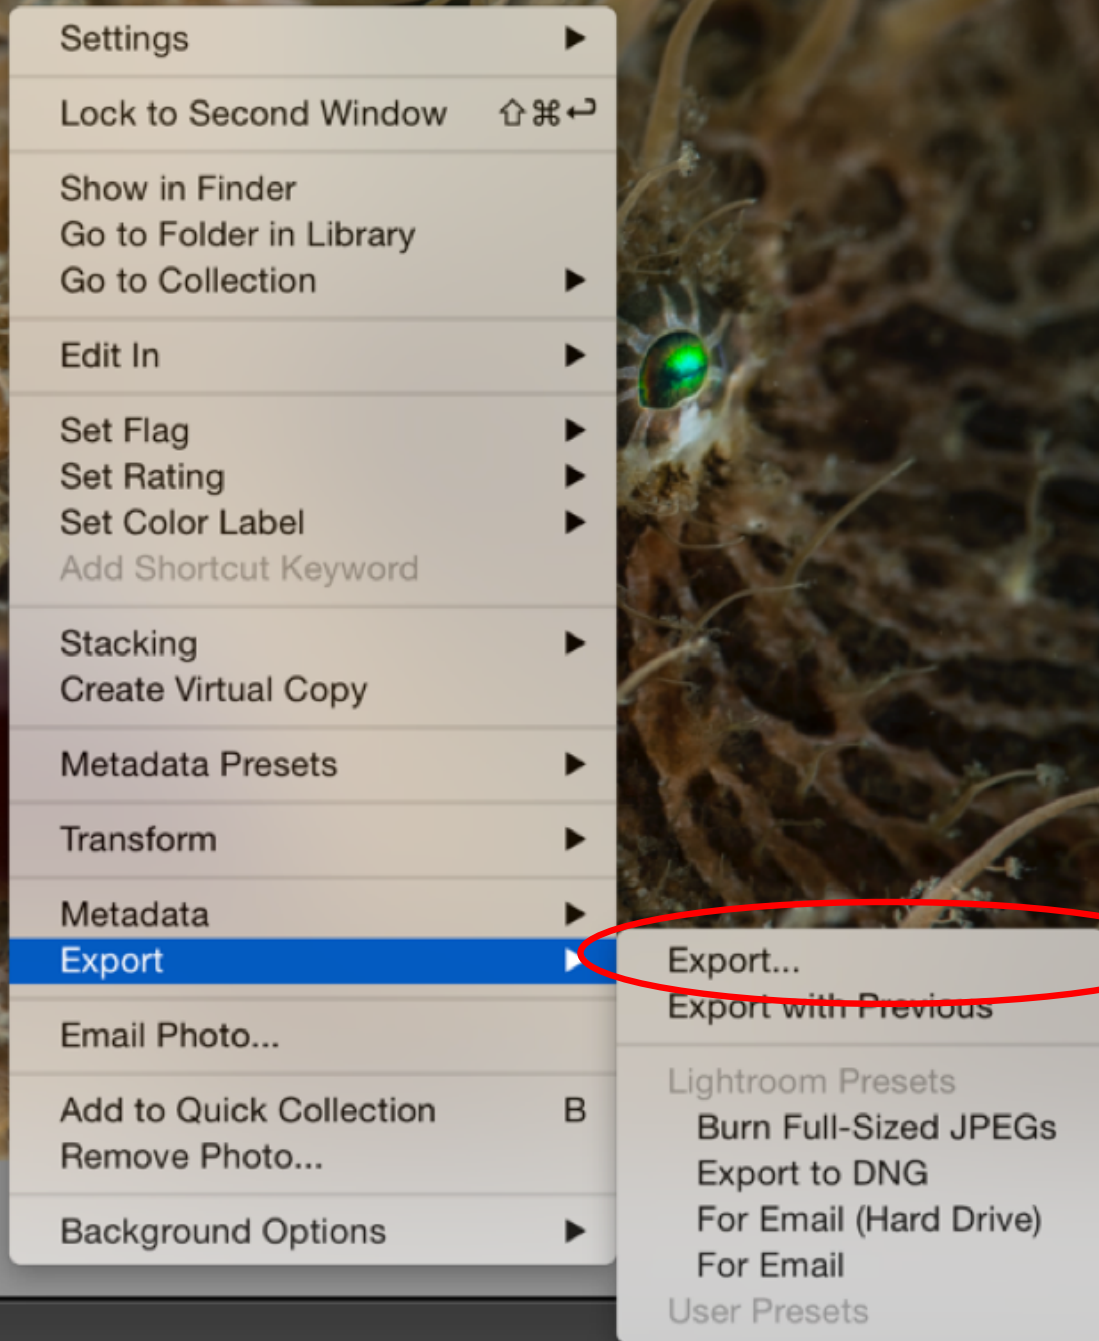 Settings ▶
Lock to Second Window ⇧⌘↩
Show in Finder
Go to Folder in Library
Go to Collection ▶
Edit In ▶
Set Flag ▶
Set Rating ▶
Set Color Label ▶
Add Shortcut Keyword
Stacking ▶
Create Virtual Copy
Metadata Presets ▶
Transform ▶
Metadata ▶
Export ▶
Email Photo...
Add to Quick Collection B
Remove Photo...
Background Options ▶
Export...
Export with Previous
Lightroom Presets
Burn Full-Sized JPEGs
Export to DNG
For Email (Hard Drive)
For Email
User Presets